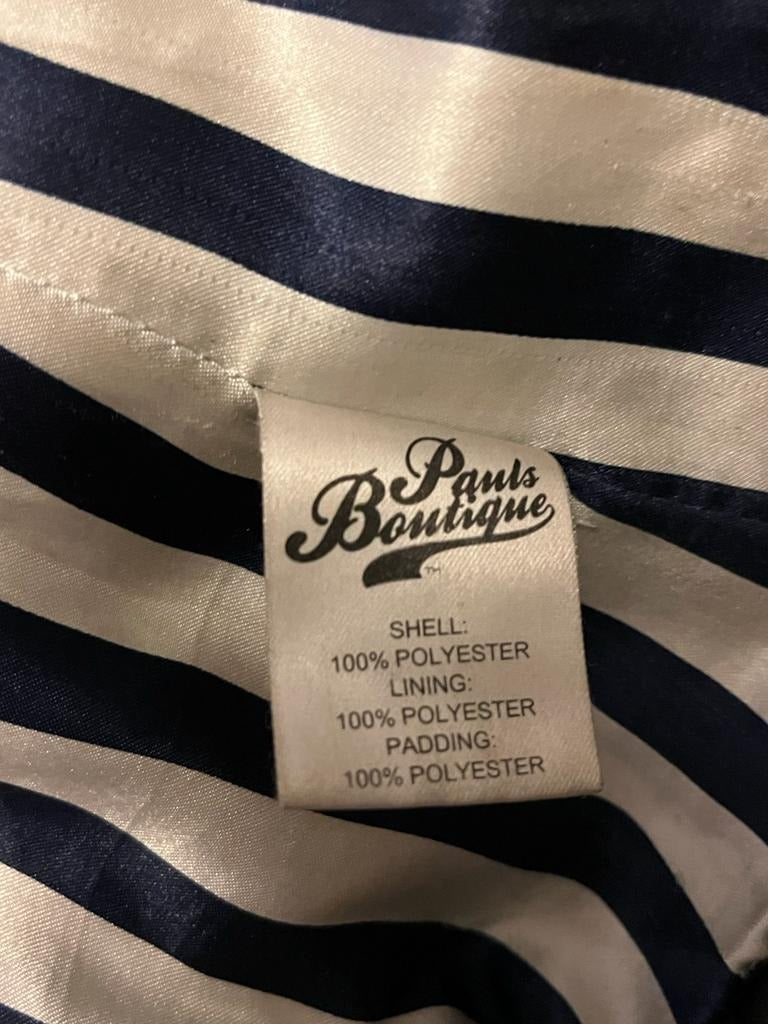 Pauls
Boutique
TM
SHELL:
100% POLYESTER
LINING:
100% POLYESTER
PADDING:
100% POLYESTER